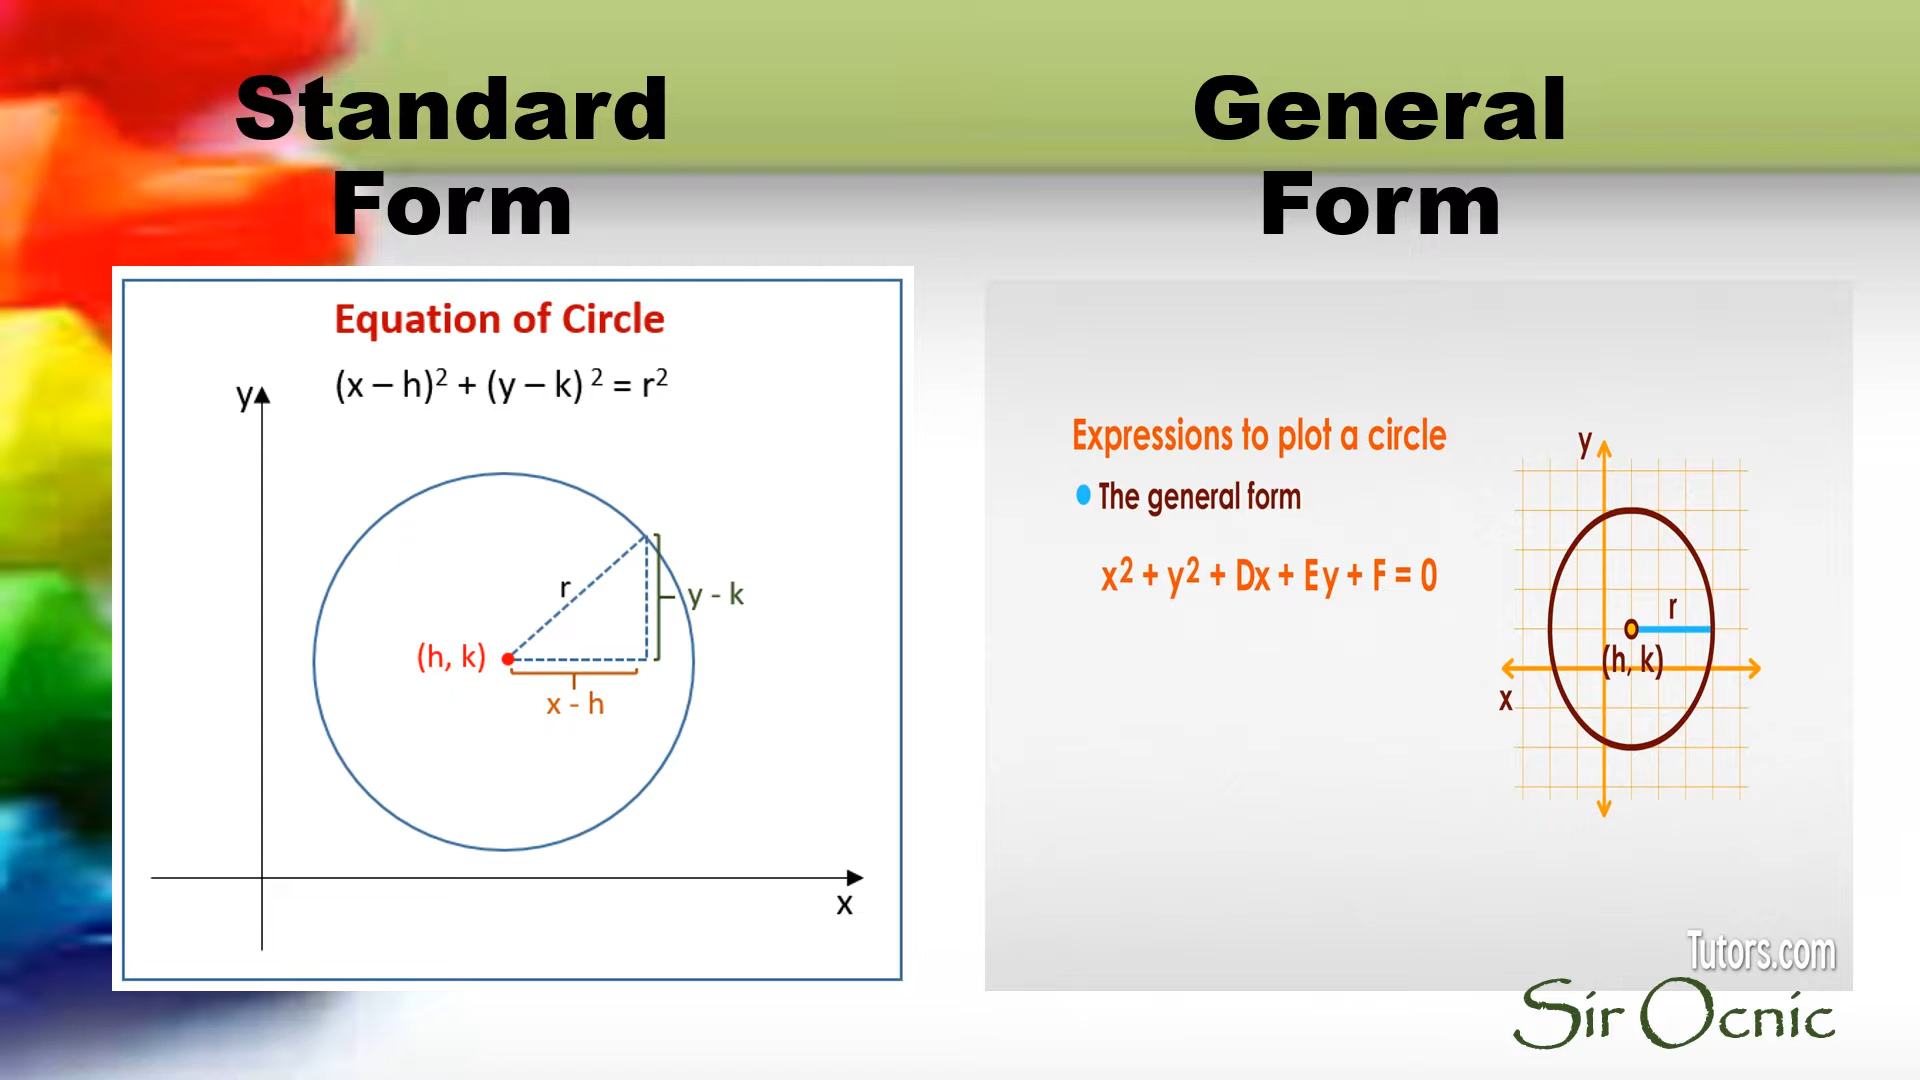 Standard
Form
General
Form
Equation of Circle
(x – h)² + (y – k) ² = r²
y
r
y - k
(h, k)
x - h
x
Expressions to plot a circle
The general form
x² + y² + Dx + Ey + F = 0
y
r
(h, k)
x
Tutors.com
Sir Ocnic